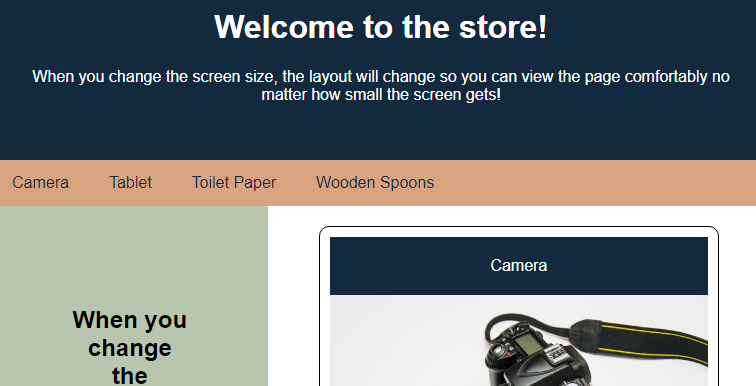 Welcome to the store!
When you change the screen size, the layout will change so you can view the page comfortably no
matter how small the screen gets!
Camera Tablet Toilet Paper Wooden Spoons
Camera
When you
change
the